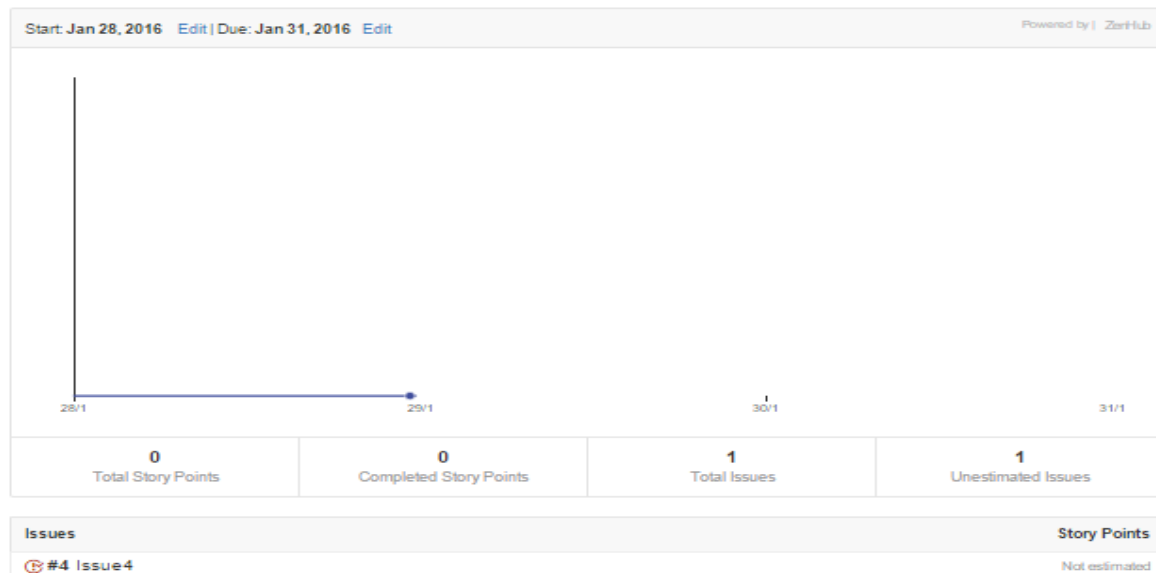 Start: Jan 28, 2016 Edit | Due: Jan 31, 2016 Edit Powered by | ZenHub
28/1 29/1 30/1 31/1
0 0 1 1
Total Story Points Completed Story Points Total Issues Unestimated Issues
Issues Story Points
#4 Issue4 Not estimated